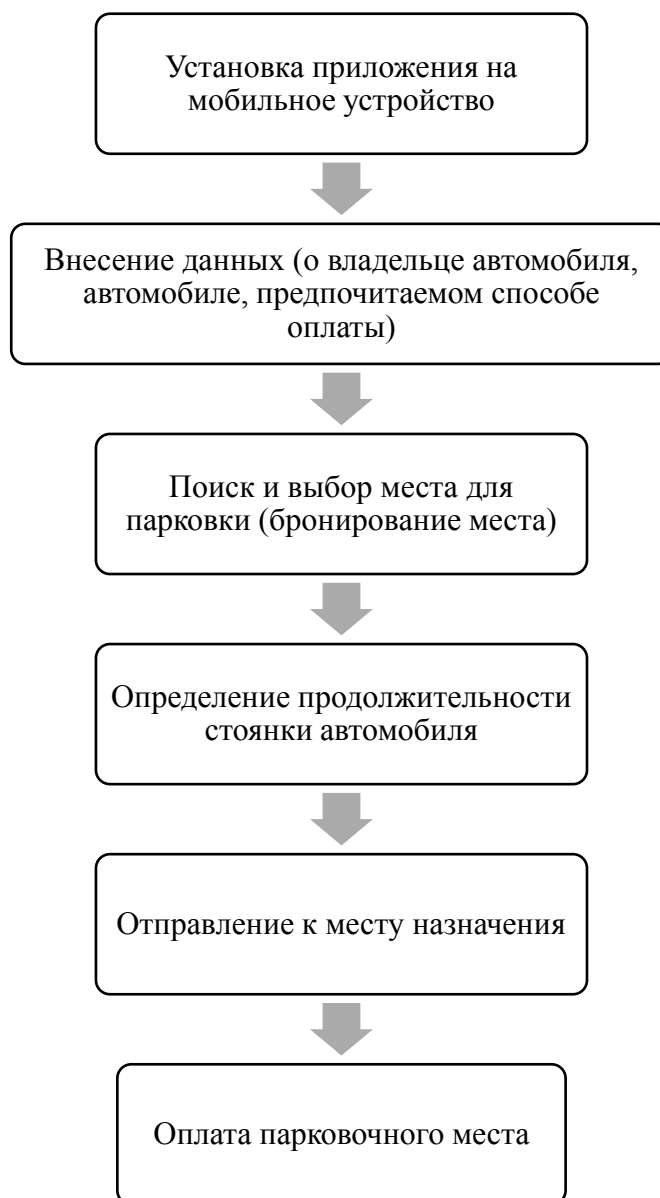 Установка приложения на
мобильное устройство
Внесение данных (о владельце автомобиля,
автомобиле, предпочитаемом способе
оплаты)
Поиск и выбор места для
парковки (бронирование места)
Определение продолжительности
стоянки автомобиля
Отправление к месту назначения
Оплата парковочного места